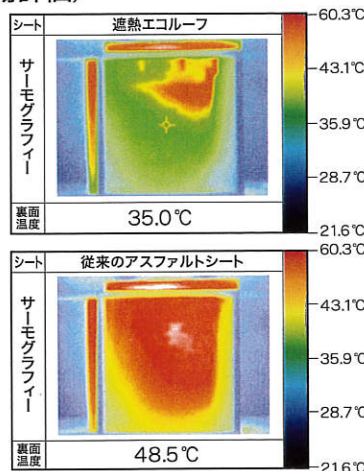 シート
遮熱エコルーフ
サーモグラフィー
裏面温度
35.0℃
60.3℃
43.1℃
35.9℃
28.7℃
21.6℃
シート
従来のアスファルトシート
サーモグラフィー
裏面温度
48.5℃
60.3℃
43.1℃
35.9℃
28.7℃
21.6℃